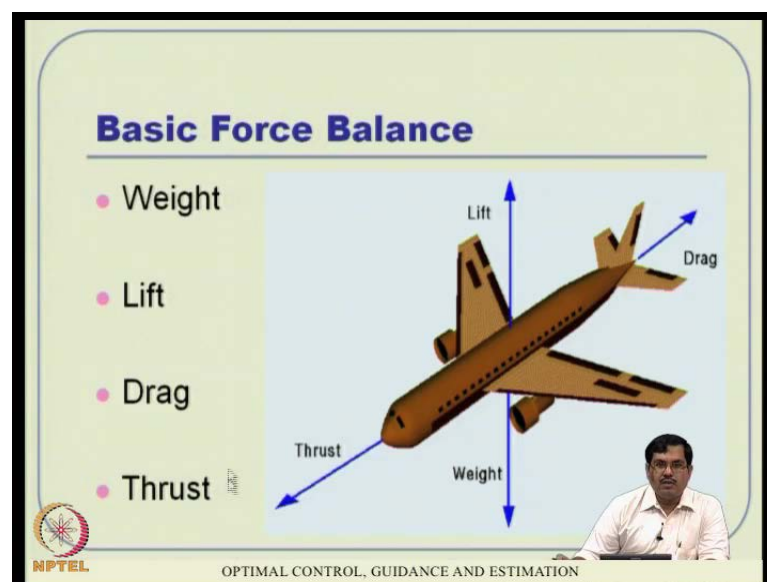 Basic Force Balance
Weight
Lift
Drag
Thrust
Lift
Drag
Thrust
Weight
NPTEL
OPTIMAL CONTROL, GUIDANCE AND ESTIMATION